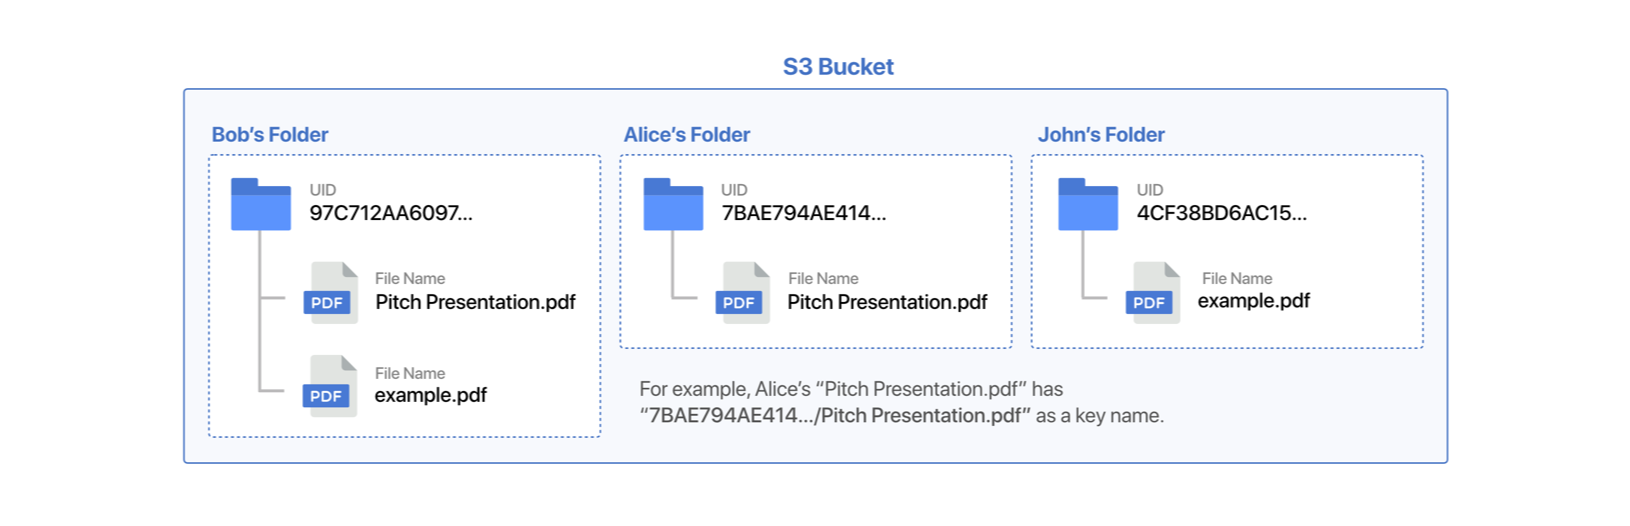 S3 Bucket
Bob’s Folder
UID
97C712AA6097...
File Name
PDF
Pitch Presentation.pdf
File Name
PDF
example.pdf
Alice’s Folder
UID
7BAE794AE414...
File Name
PDF
Pitch Presentation.pdf
John’s Folder
UID
4CF38BD6AC15...
File Name
PDF
example.pdf
For example, Alice’s “Pitch Presentation.pdf” has
“7BAE794AE414.../Pitch Presentation.pdf” as a key name.